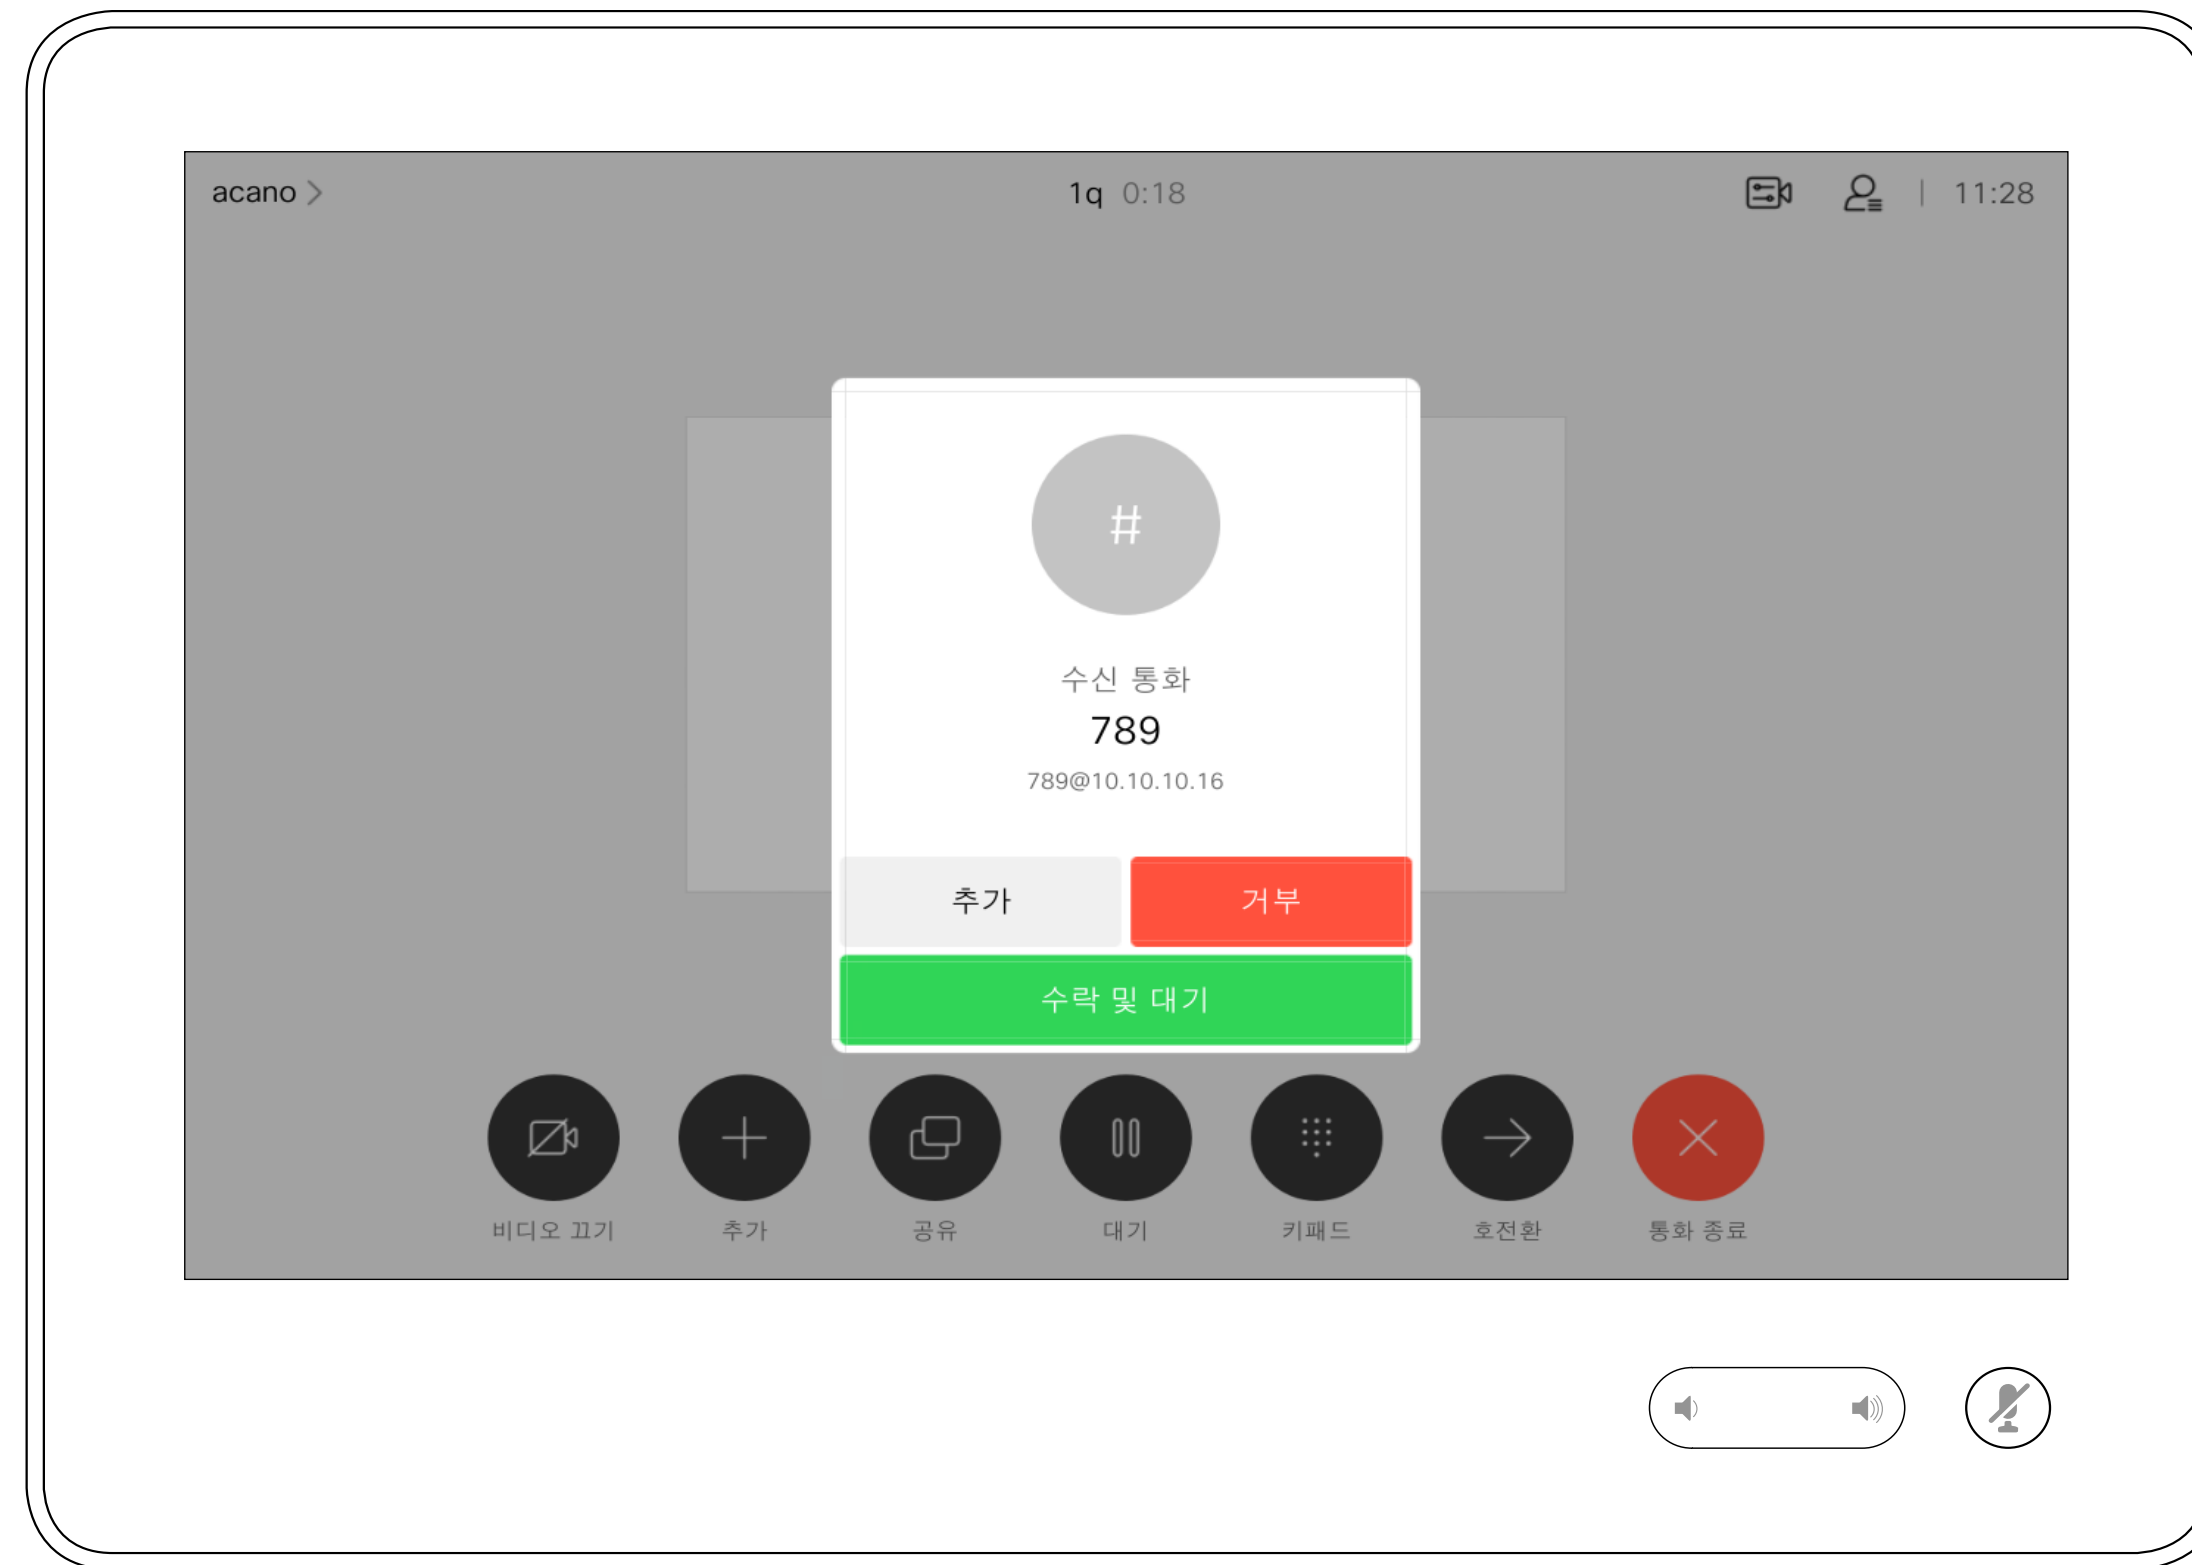 acano
1q 0:18
11:28
#
수신 통화
789
789@10.10.10.16
추가
거부
수락 및 대기
비디오 끄기
추가
공유
대기
키패드
호전환
통화 종료